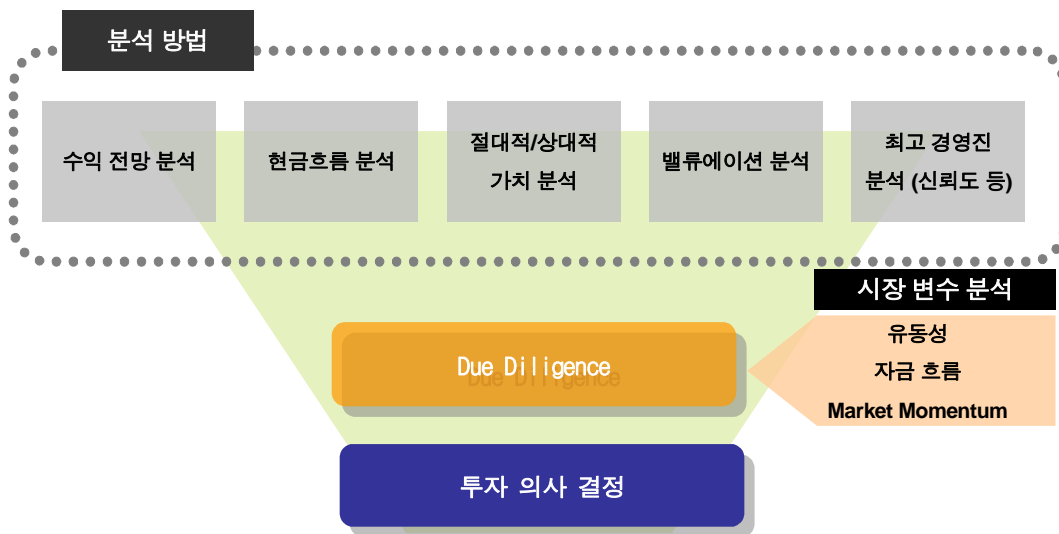 분석 방법
수익 전망 분석
현금흐름 분석
절대적/상대적
가치 분석
밸류에이션 분석
최고 경영진
분석 (신뢰도 등)
시장 변수 분석
유동성
자금 흐름
Market Momentum
Due Diligence
투자 의사 결정